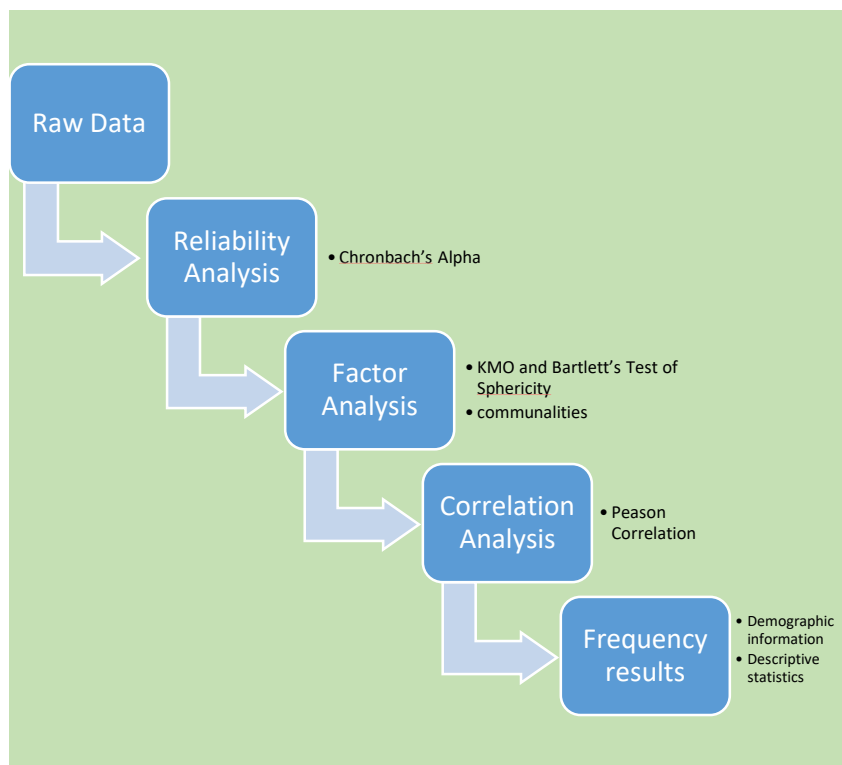 Raw Data
Reliability
Analysis
• Chronbach's Alpha
Factor
Analysis
• KMO and Bartlett's Test of
Sphericity
• communalities
Correlation
Analysis
• Peason
Correlation
Frequency
results
• Demographic
information
• Descriptive
statistics